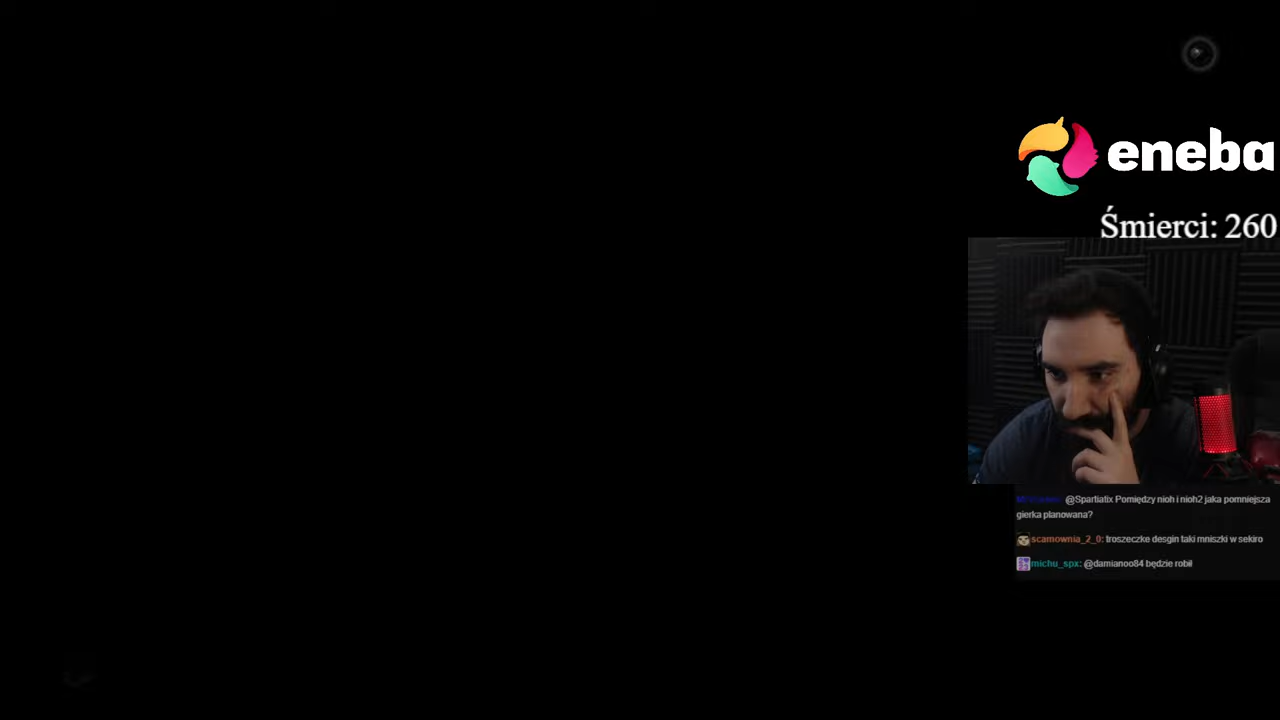 eneba
Śmierci: 260
@Spartiatix Pomiędzy nioh i nioh2 jaka pomniejsza
gierka planowana?
scamownia_2_0: troszeczke desgin taki mniszki w sekiro
michu_spx: @damianoo84 będzie robił